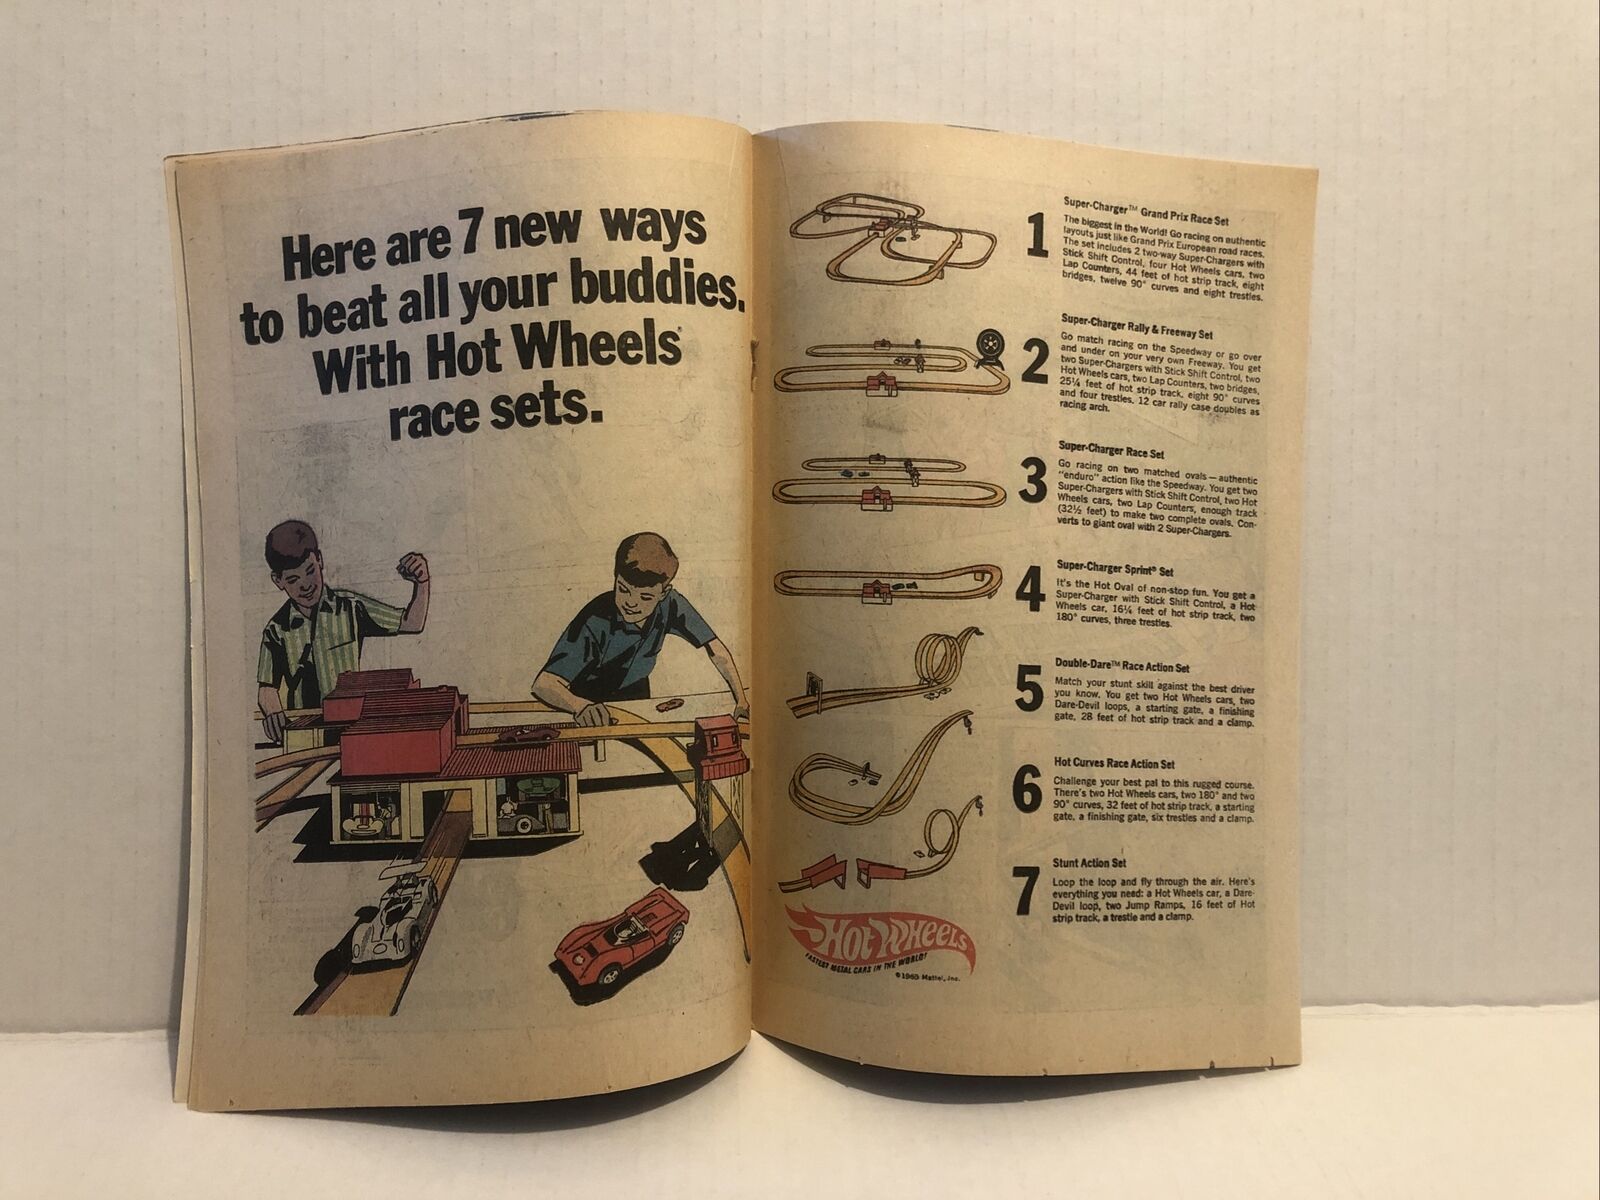 Here are 7 new ways
to beat all your buddies.
With Hot Wheels®
race sets.
1
Super-Charger™ Grand Prix Race Set
The biggest in the World! Go racing on authentic
layouts just like Grand Prix European road races.
The set includes 2 two-way Super-Chargers with
Stick Shift Control, four Hot Wheels cars, two
Lap Counters, 44 feet of hot strip track, eight
bridges, twelve 90° curves and eight trestles.
2
Super-Charger Rally & Freeway Set
Go match racing on the Speedway or go over
and under on your very own Freeway. You get
two Super-Chargers with Stick Shift Control, two
Hot Wheels cars, two Lap Counters, two bridges,
25¼ feet of hot strip track, eight 90° curves
and four trestles. 12 car rally case doubles as
racing arch.
3
Super-Charger Race Set
Go racing on two matched ovals — authentic
"enduro" action like the Speedway. You get two
Super-Chargers with Stick Shift Control, two Hot
Wheels cars, two Lap Counters, enough track
(32½ feet) to make two complete ovals. Con-
verts to giant oval with 2 Super-Chargers.
4
Super-Charger Sprint® Set
It's the Hot Oval of non-stop fun. You get a
Super-Charger with Stick Shift Control, a Hot
Wheels car, 16¼ feet of hot strip track, two
180° curves, three trestles.
5
Double-Dare™ Race Action Set
Match your stunt skill against the best driver
you know. You get two Hot Wheels cars, two
Dare-Devil loops, a starting gate, a finishing
gate, 28 feet of hot strip track and a clamp.
6
Hot Curves Race Action Set
Challenge your best pal to this rugged course.
There's two Hot Wheels cars, two 180° and two
90° curves, 32 feet of hot strip track, a starting
gate, a finishing gate, six trestles and a clamp.
7
Stunt Action Set
Loop the loop and fly through the air. Here's
everything you need: a Hot Wheels car, a Dare-
Devil loop, two Jump Ramps, 16 feet of Hot
strip track, a trestle and a clamp.
HOT WHEELS
FASTEST METAL CARS IN THE WORLD!
© 1969 Mattel, Inc.